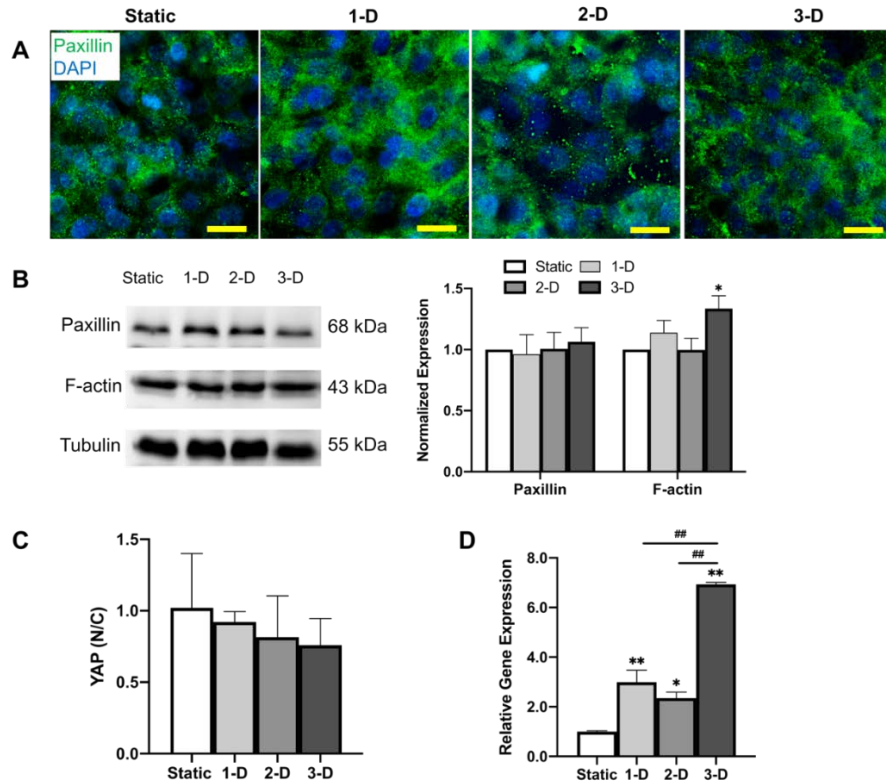 Static 1-D 2-D 3-D
A
Paxillin
DAPI
B
Static 1-D 2-D 3-D
Paxillin 68 kDa
F-actin 43 kDa
Tubulin 55 kDa
Static 1-D
2-D 3-D
Normalized Expression
1.5
1.0
0.5
0.0
*
Paxillin F-actin
C
YAP (N/C)
1.5
1.0
0.5
0.0
Static 1-D 2-D 3-D
D
Relative Gene Expression
8.0
6.0
4.0
2.0
0.0
##
##
**
**
*
Static 1-D 2-D 3-D